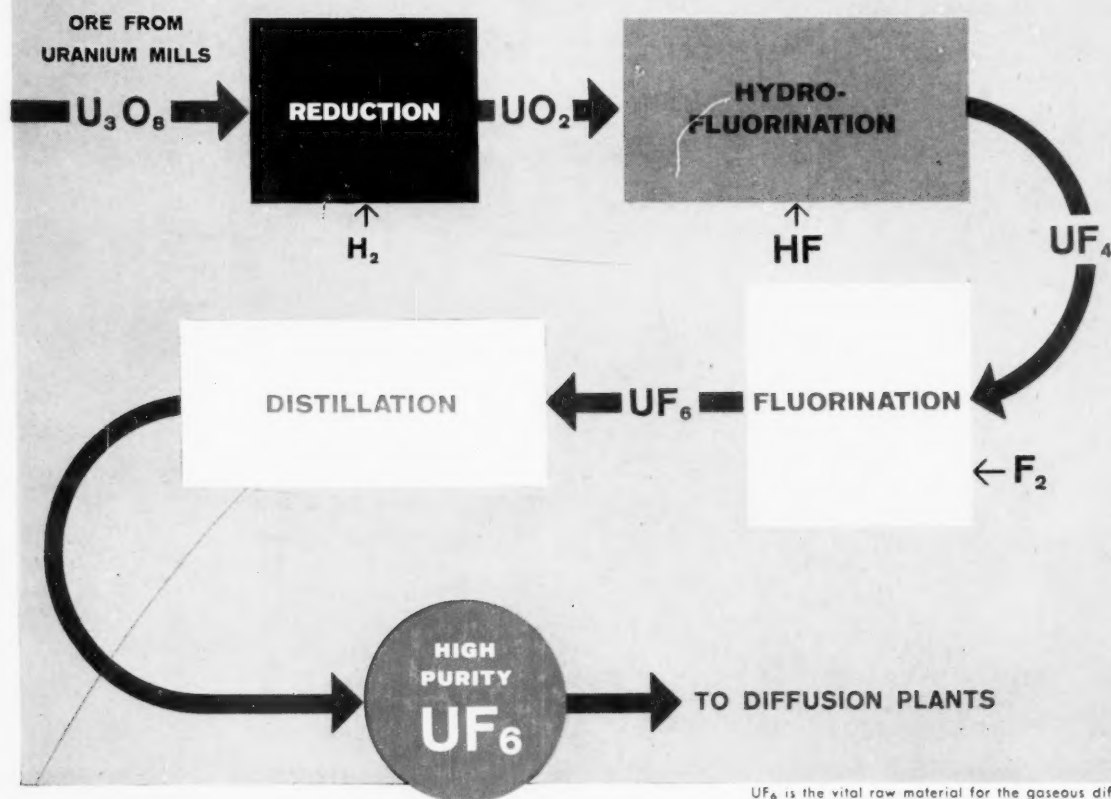 ORE FROM
URANIUM MILLS
U₃O₈
REDUCTION
UO₂
HYDRO-
FLUORINATION
H₂
HF
UF₄
DISTILLATION
UF₆
FLUORINATION
F₂
HIGH
PURITY
UF₆
TO DIFFUSION PLANTS
UF₆ is the vital raw material for the gaseous